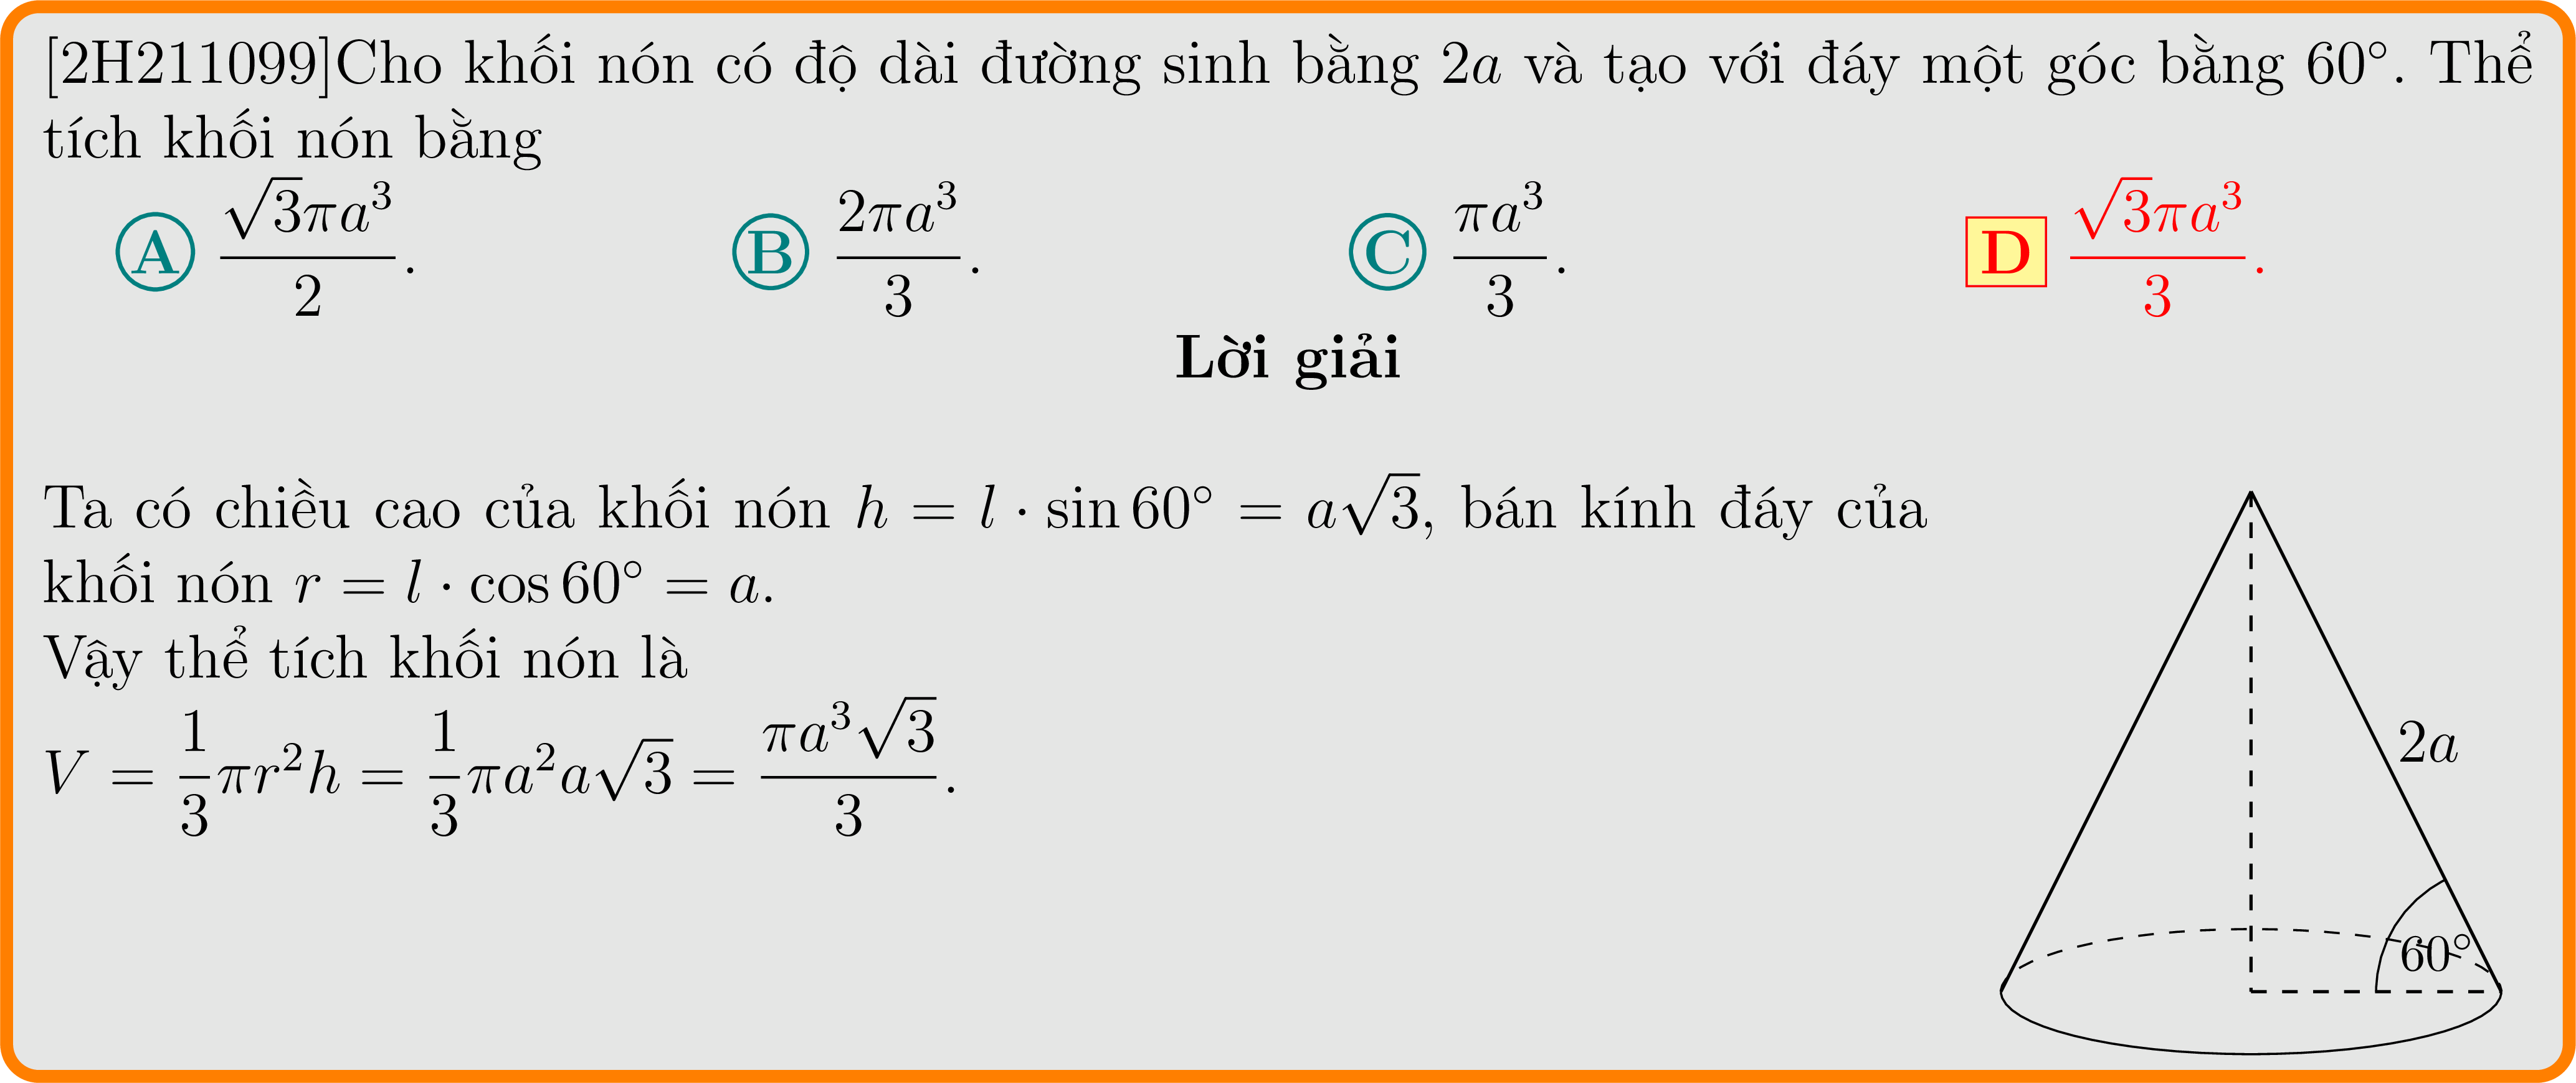 [2H211099]Cho khối nón có độ dài đường sinh bằng 2a và tạo với đáy một góc bằng 60°. Thể
tích khối nón bằng
A $\frac{\sqrt{3}\pi a^3}{2}$. B $\frac{2\pi a^3}{3}$. C $\frac{\pi a^3}{3}$. D $\frac{\sqrt{3}\pi a^3}{3}$.
Lời giải
Ta có chiều cao của khối nón $h = l \cdot \sin 60^\circ = a\sqrt{3}$, bán kính đáy của
khối nón $r = l \cdot \cos 60^\circ = a$.
Vậy thể tích khối nón là
$V = \frac{1}{3}\pi r^2 h = \frac{1}{3}\pi a^2 a\sqrt{3} = \frac{\pi a^3\sqrt{3}}{3}$.
2a
60°